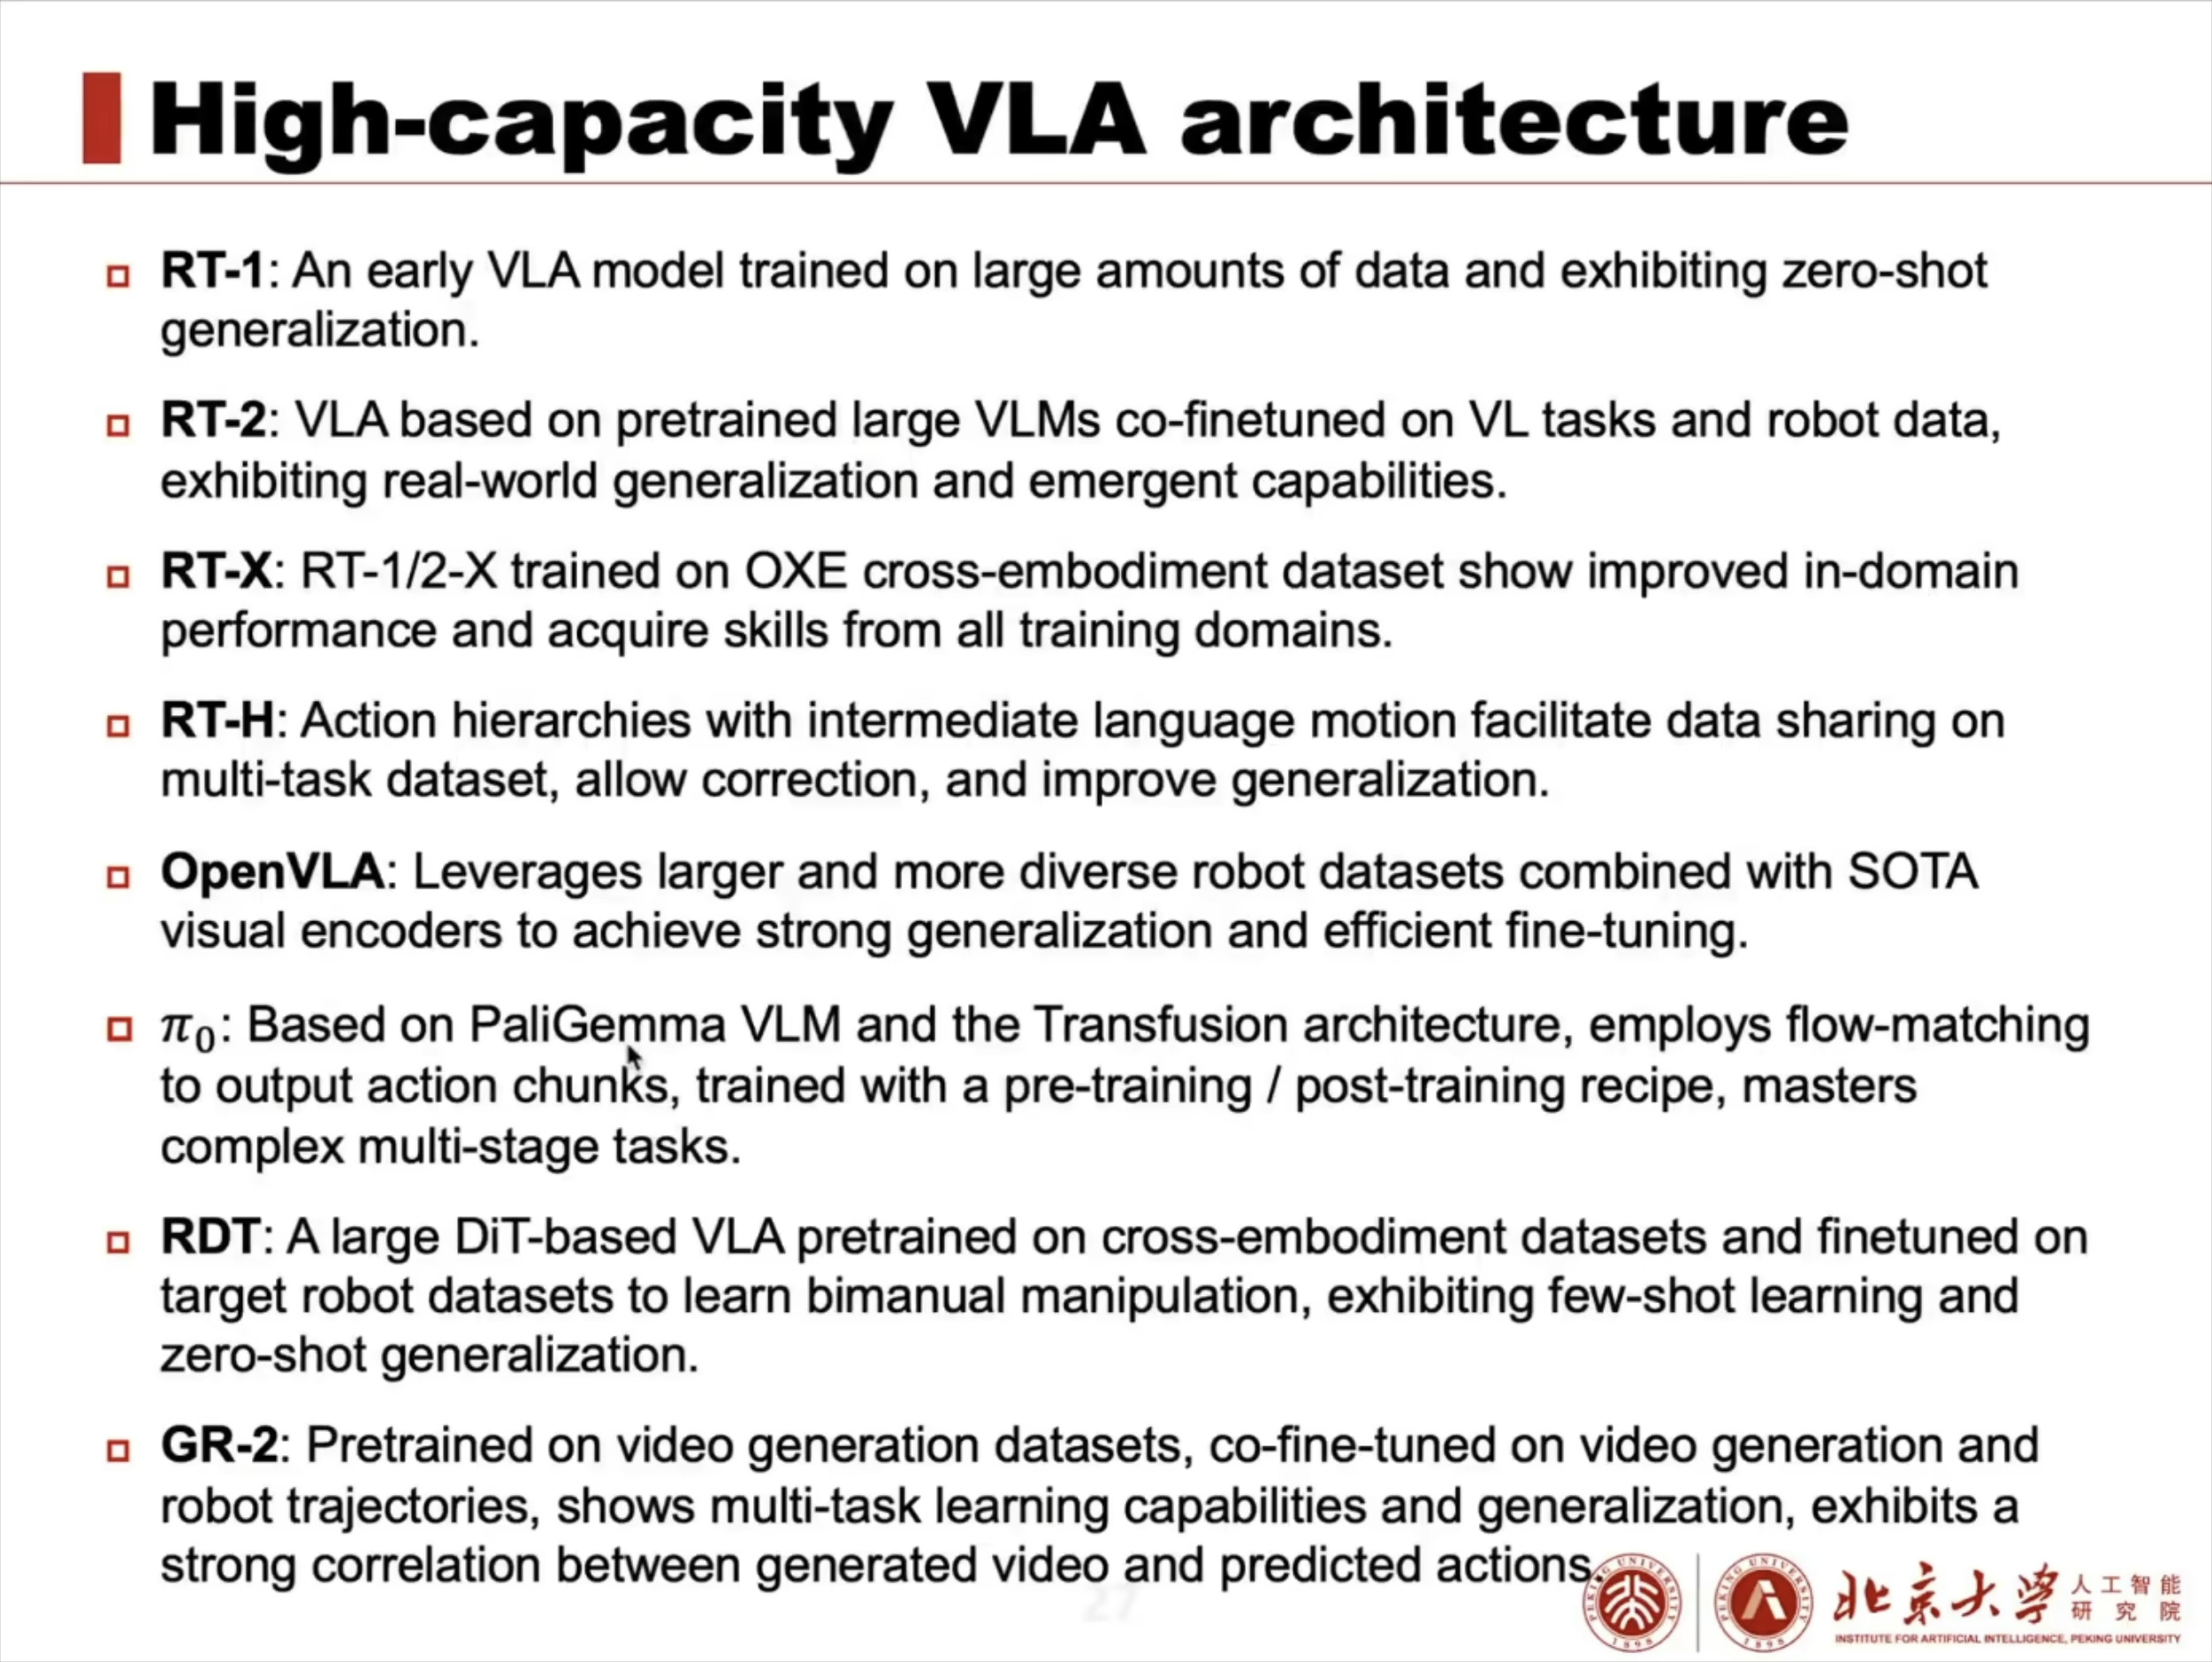 High-capacity VLA architecture
RT-1: An early VLA model trained on large amounts of data and exhibiting zero-shot
generalization.
RT-2: VLA based on pretrained large VLMs co-finetuned on VL tasks and robot data,
exhibiting real-world generalization and emergent capabilities.
RT-X: RT-1/2-X trained on OXE cross-embodiment dataset show improved in-domain
performance and acquire skills from all training domains.
RT-H: Action hierarchies with intermediate language motion facilitate data sharing on
multi-task dataset, allow correction, and improve generalization.
OpenVLA: Leverages larger and more diverse robot datasets combined with SOTA
visual encoders to achieve strong generalization and efficient fine-tuning.
π₀: Based on PaliGemma VLM and the Transfusion architecture, employs flow-matching
to output action chunks, trained with a pre-training / post-training recipe, masters
complex multi-stage tasks.
RDT: A large DiT-based VLA pretrained on cross-embodiment datasets and finetuned on
target robot datasets to learn bimanual manipulation, exhibiting few-shot learning and
zero-shot generalization.
GR-2: Pretrained on video generation datasets, co-fine-tuned on video generation and
robot trajectories, shows multi-task learning capabilities and generalization, exhibits a
strong correlation between generated video and predicted actions.
27
PEKING UNIVERSITY
1898
PEKING UNIVERSITY
1898
北京大学
人工智能
研究院
INSTITUTE FOR ARTIFICIAL INTELLIGENCE, PEKING UNIVERSITY